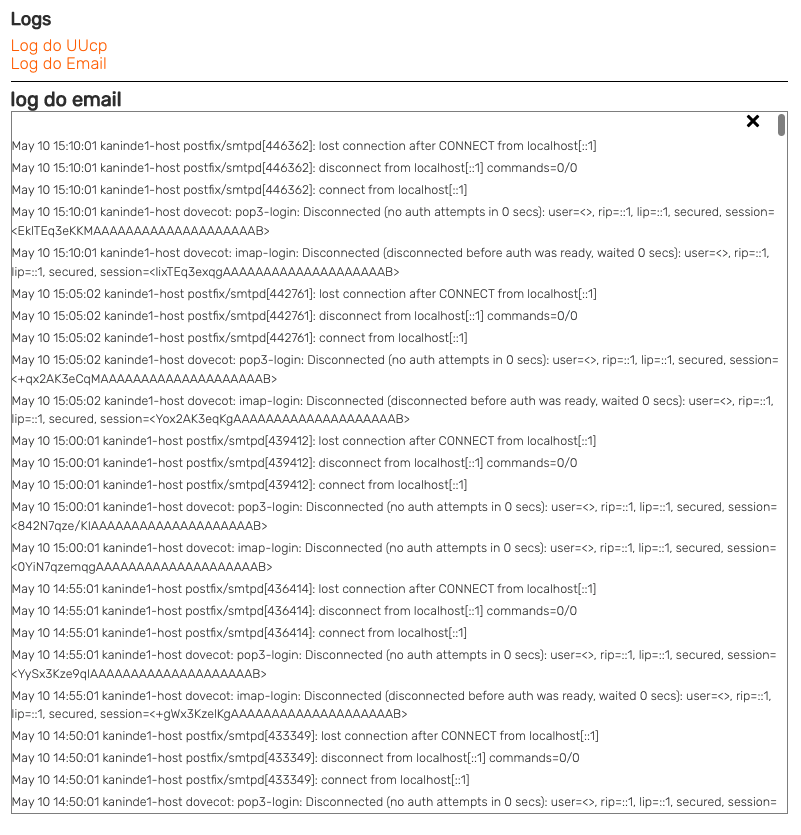 Logs
Log do UUcp
Log do Email
log do email
May 10 15:10:01 kaninde1-host postfix/smtpd[446362]: lost connection after CONNECT from localhost[::1]
May 10 15:10:01 kaninde1-host postfix/smtpd[446362]: disconnect from localhost[::1] commands=0/0
May 10 15:10:01 kaninde1-host postfix/smtpd[446362]: connect from localhost[::1]
May 10 15:10:01 kaninde1-host dovecot: pop3-login: Disconnected (no auth attempts in 0 secs): user=<>, rip=::1, lip=::1, secured, session=
<EklTEq3eKKMAAAAAAAAAAAAAAAAAAAAB>
May 10 15:10:01 kaninde1-host dovecot: imap-login: Disconnected (disconnected before auth was ready, waited 0 secs): user=<>, rip=::1,
lip=::1, secured, session=<lixTEq3exqgAAAAAAAAAAAAAAAAAAAAB>
May 10 15:05:02 kaninde1-host postfix/smtpd[442761]: lost connection after CONNECT from localhost[::1]
May 10 15:05:02 kaninde1-host postfix/smtpd[442761]: disconnect from localhost[::1] commands=0/0
May 10 15:05:02 kaninde1-host postfix/smtpd[442761]: connect from localhost[::1]
May 10 15:05:02 kaninde1-host dovecot: pop3-login: Disconnected (no auth attempts in 0 secs): user=<>, rip=::1, lip=::1, secured, session=
<+qx2AK3eCqMAAAAAAAAAAAAAAAAAAAAB>
May 10 15:05:02 kaninde1-host dovecot: imap-login: Disconnected (disconnected before auth was ready, waited 0 secs): user=<>, rip=::1,
lip=::1, secured, session=<Yox2AK3eqKgAAAAAAAAAAAAAAAAAAAAB>
May 10 15:00:01 kaninde1-host postfix/smtpd[439412]: lost connection after CONNECT from localhost[::1]
May 10 15:00:01 kaninde1-host postfix/smtpd[439412]: disconnect from localhost[::1] commands=0/0
May 10 15:00:01 kaninde1-host postfix/smtpd[439412]: connect from localhost[::1]
May 10 15:00:01 kaninde1-host dovecot: pop3-login: Disconnected (no auth attempts in 0 secs): user=<>, rip=::1, lip=::1, secured, session=
<842N7qze/KIAAAAAAAAAAAAAAAAAAAAB>
May 10 15:00:01 kaninde1-host dovecot: imap-login: Disconnected (no auth attempts in 0 secs): user=<>, rip=::1, lip=::1, secured, session=
<0YiN7qzemqgAAAAAAAAAAAAAAAAAAAAB>
May 10 14:55:01 kaninde1-host postfix/smtpd[436414]: lost connection after CONNECT from localhost[::1]
May 10 14:55:01 kaninde1-host postfix/smtpd[436414]: disconnect from localhost[::1] commands=0/0
May 10 14:55:01 kaninde1-host postfix/smtpd[436414]: connect from localhost[::1]
May 10 14:55:01 kaninde1-host dovecot: pop3-login: Disconnected (no auth attempts in 0 secs): user=<>, rip=::1, lip=::1, secured, session=
<YySx3Kze9qIAAAAAAAAAAAAAAAAAAAAB>
May 10 14:55:01 kaninde1-host dovecot: imap-login: Disconnected (disconnected before auth was ready, waited 0 secs): user=<>, rip=::1,
lip=::1, secured, session=<+gWx3KzelKgAAAAAAAAAAAAAAAAAAAAB>
May 10 14:50:01 kaninde1-host postfix/smtpd[433349]: lost connection after CONNECT from localhost[::1]
May 10 14:50:01 kaninde1-host postfix/smtpd[433349]: disconnect from localhost[::1] commands=0/0
May 10 14:50:01 kaninde1-host postfix/smtpd[433349]: connect from localhost[::1]
May 10 14:50:01 kaninde1-host dovecot: pop3-login: Disconnected (no auth attempts in 0 secs): user=<>, rip=::1, lip=::1, secured, session=